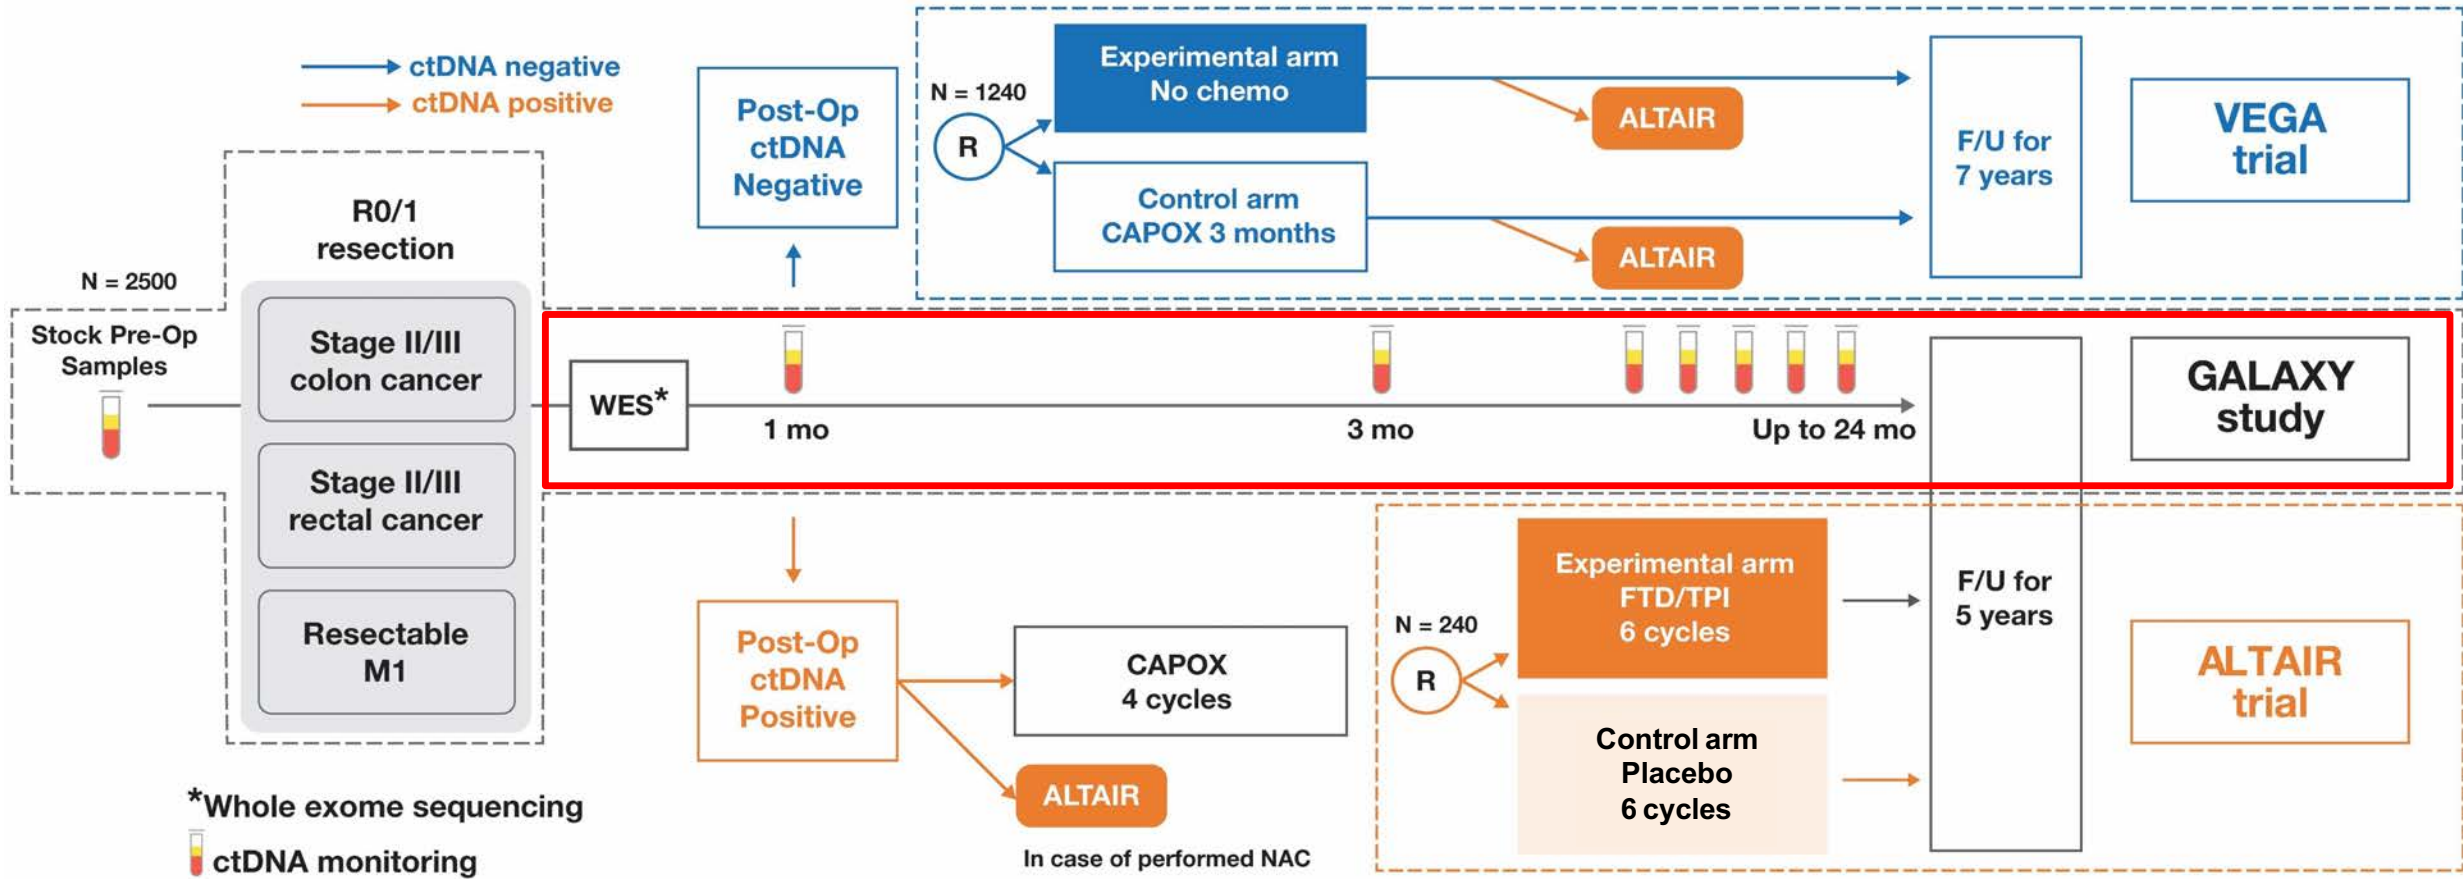 ctDNA negative
ctDNA positive
N = 2500
Stock Pre-Op
Samples
R0/1
resection
Stage II/III
colon cancer
Stage II/III
rectal cancer
Resectable
M1
*Whole exome sequencing
ctDNA monitoring
Post-Op
ctDNA
Negative
N = 1240
R
Experimental arm
No chemo
ALTAIR
Control arm
CAPOX 3 months
ALTAIR
F/U for
7 years
VEGA
trial
WES*
1 mo
3 mo
Up to 24 mo
GALAXY
study
Post-Op
ctDNA
Positive
CAPOX
4 cycles
ALTAIR
In case of performed NAC
N = 240
R
Experimental arm
FTD/TPI
6 cycles
Control arm
Placebo
6 cycles
F/U for
5 years
ALTAIR
trial